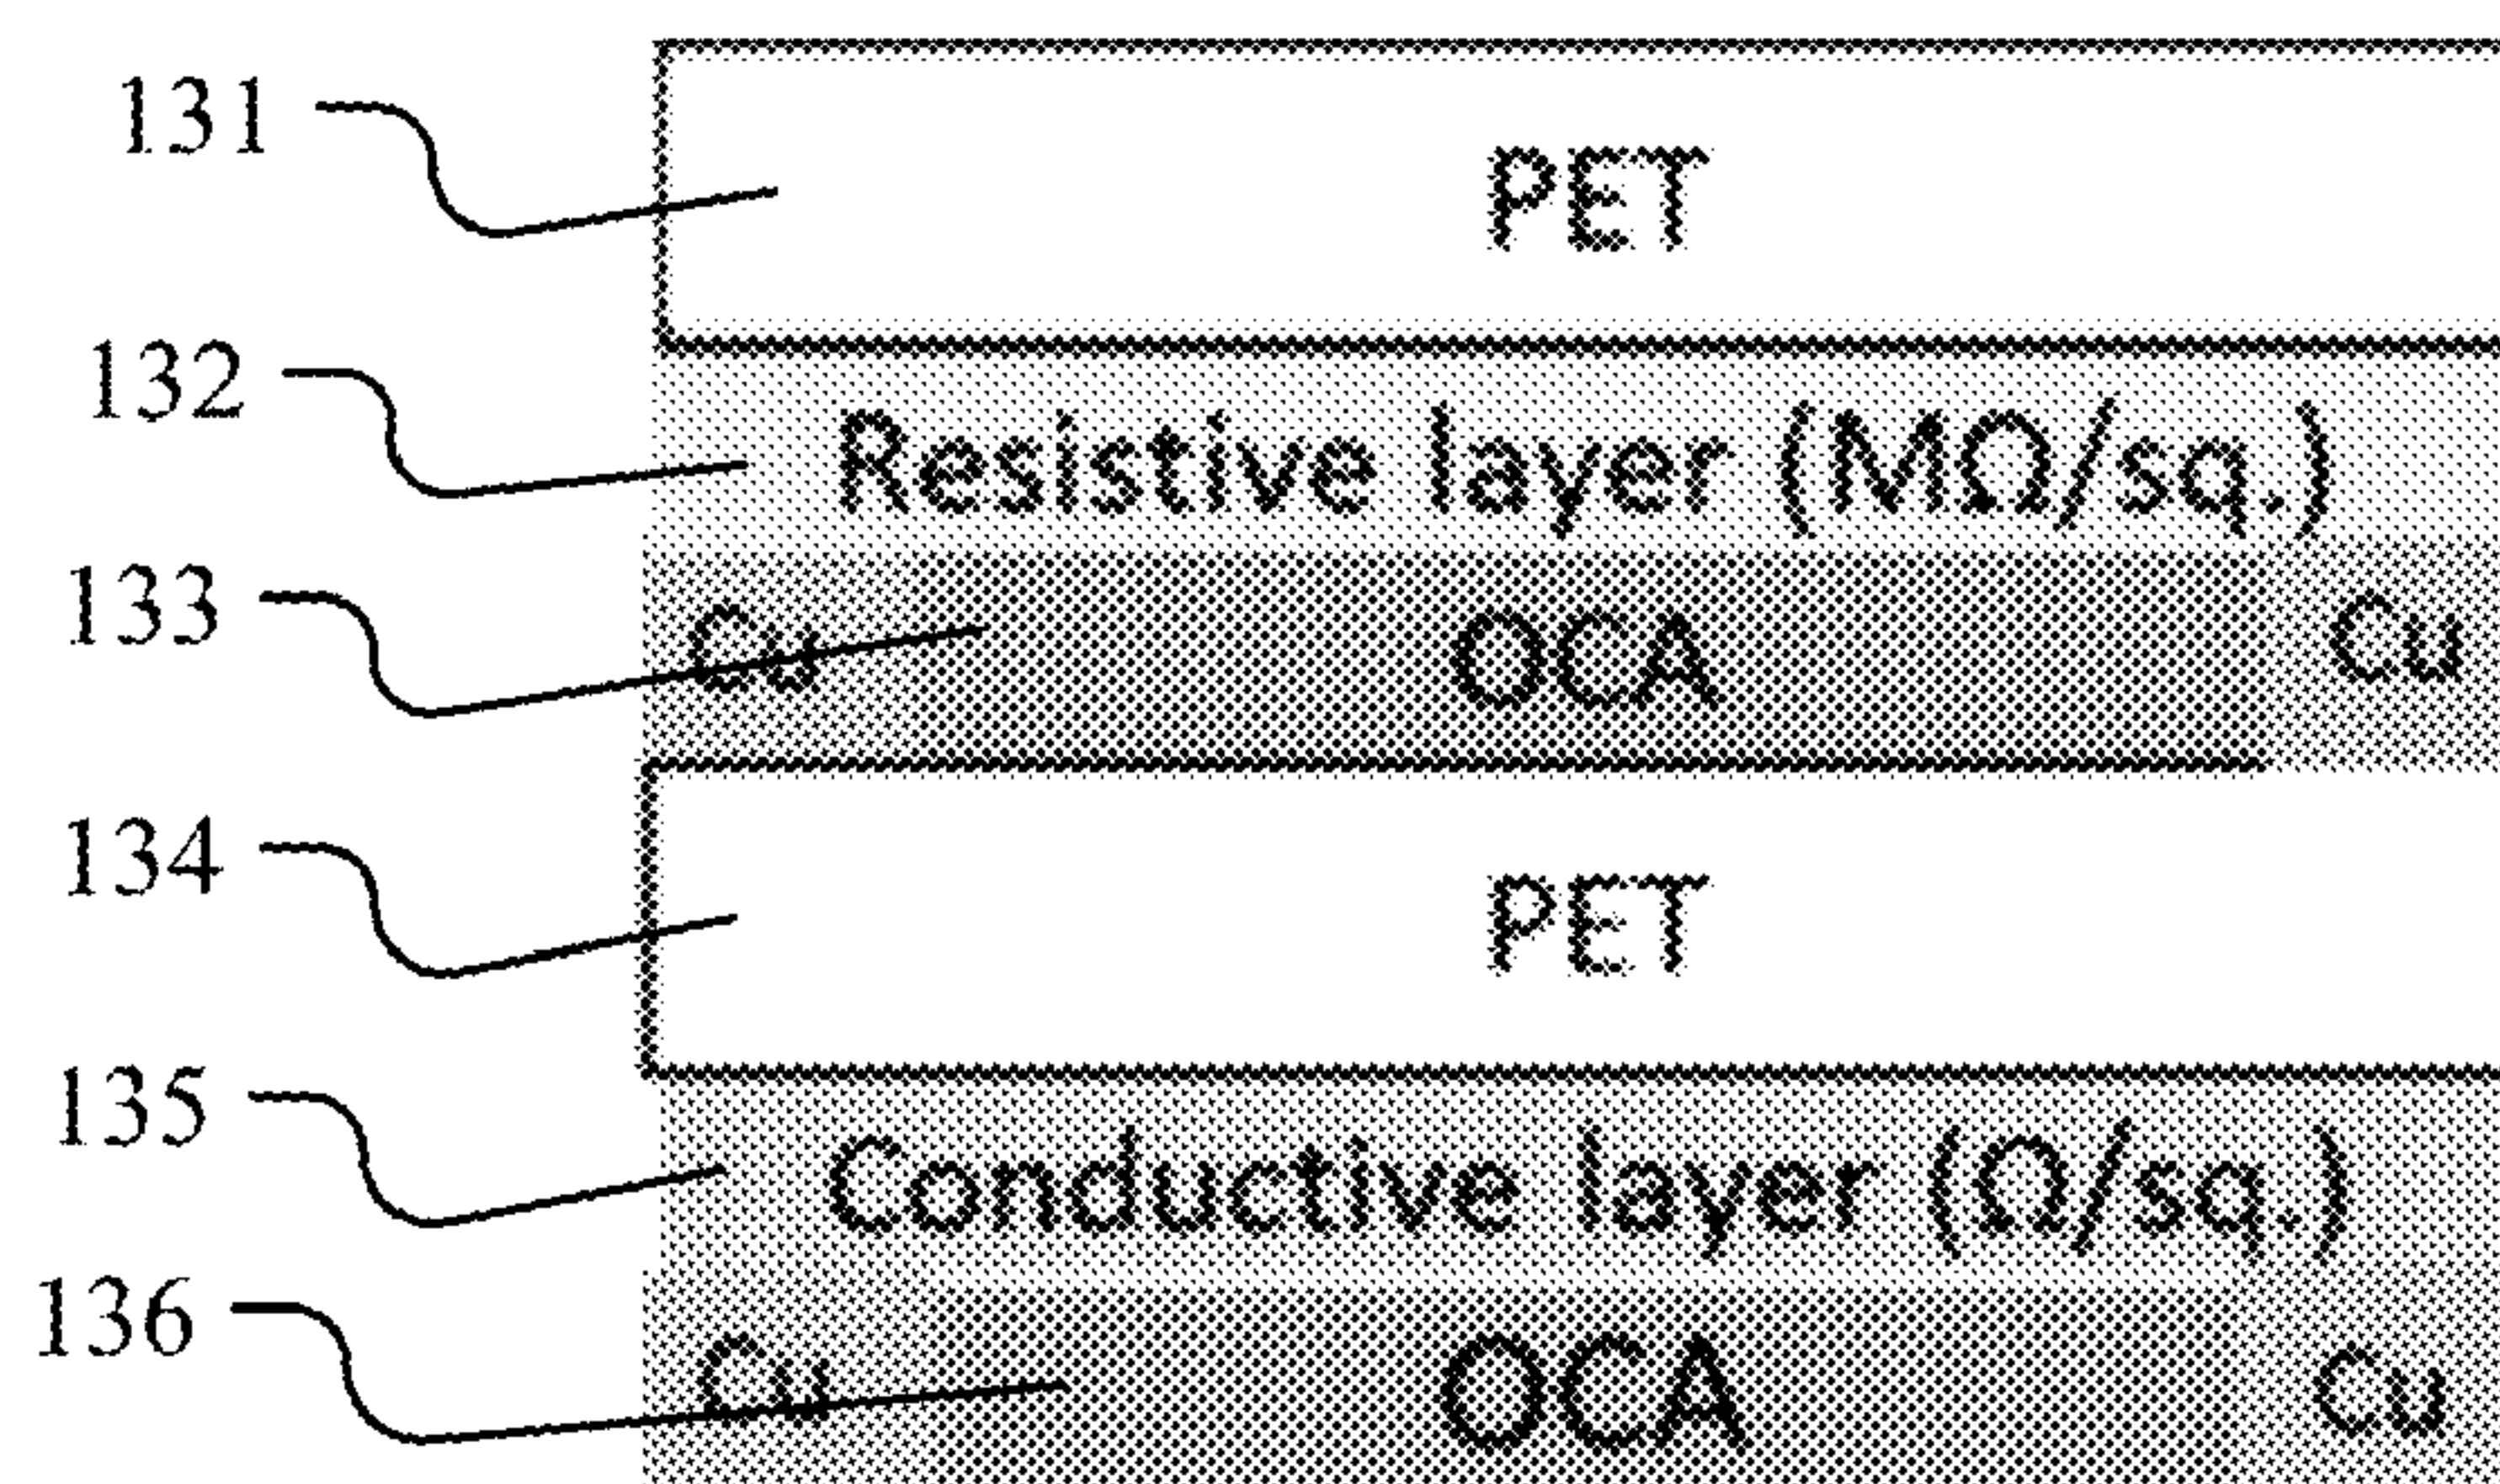 131 PET
132 Resistive layer (MΩ/sq.)
133 Cu OCA Cu
134 PET
135 Conductive layer (Ω/sq.)
136 Cu OCA Cu